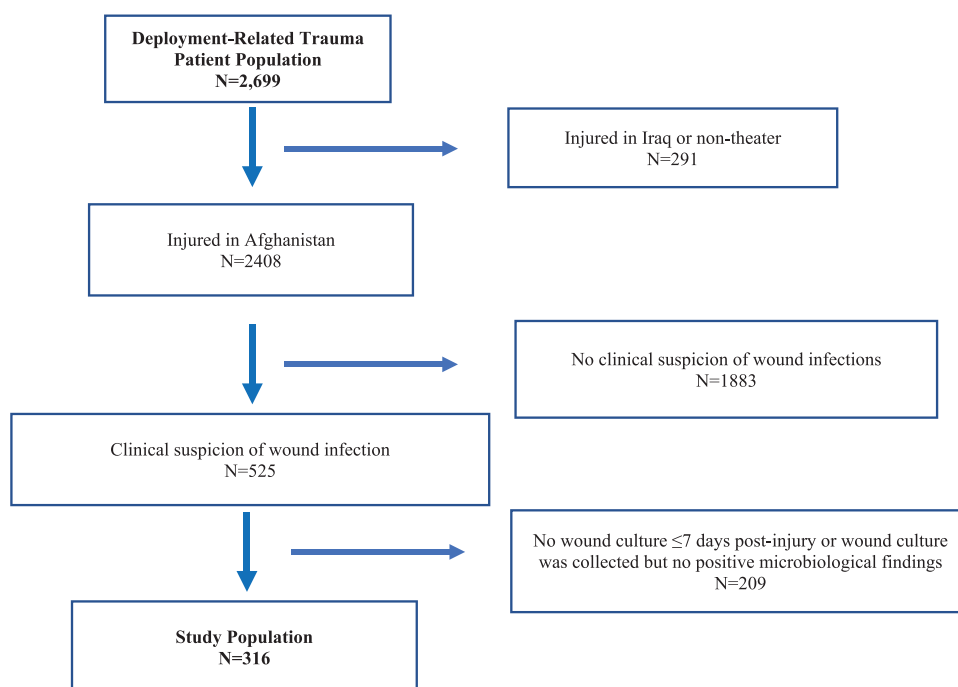 Deployment-Related Trauma
Patient Population
N=2,699
Injured in Iraq or non-theater
N=291
Injured in Afghanistan
N=2408
No clinical suspicion of wound infections
N=1883
Clinical suspicion of wound infection
N=525
No wound culture ≤7 days post-injury or wound culture
was collected but no positive microbiological findings
N=209
Study Population
N=316